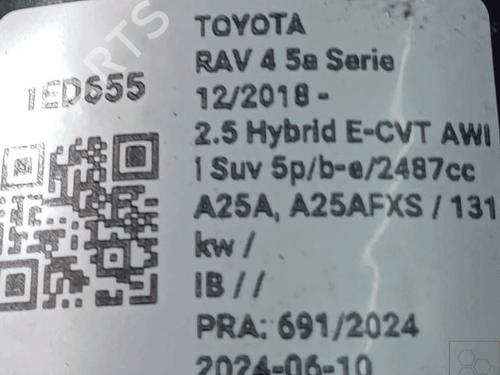 TOYOTA
RAV 4 5a Serie
1ED655
12/2018 -
2.5 Hybrid E-CVT AWI
i Suv 5p/b-e/2487cc
A25A, A25AFXS / 131
kw /
IB / /
PRA: 691/2024
2024-06-10